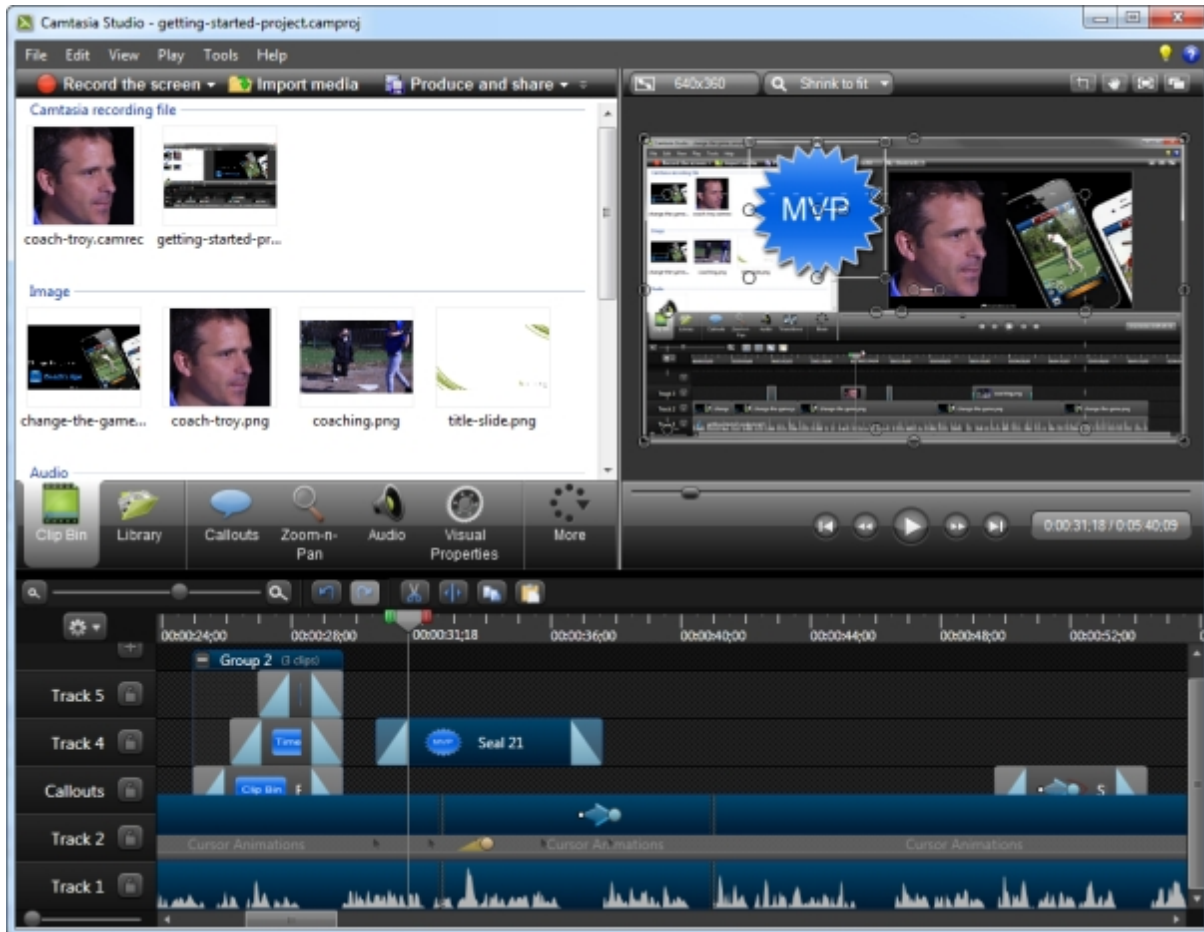 Camtasia Studio - getting-started-project.camproj
File Edit View Play Tools Help
Record the screen Import media Produce and share
640x360 Shrink to fit
Camtasia recording file
coach-troy.camrec getting-started-pr...
Image
change-the-game... coach-troy.png coaching.png title-slide.png
Audio
MVP
Clip Bin Library Callouts Zoom-n-Pan Audio Visual Properties More
0:00:31;18 / 0:05:40;09
00:00:24;00 00:00:28;00 00:00:31;18 00:00:36;00 00:00:40;00 00:00:44;00 00:00:48;00 00:00:52;00
Group 2 (3 clips)
Track 5
Track 4 Time MVP Seal 21
Callouts Clip Bin F S
Track 2 Cursor Animations Cursor Animations Cursor Animations
Track 1